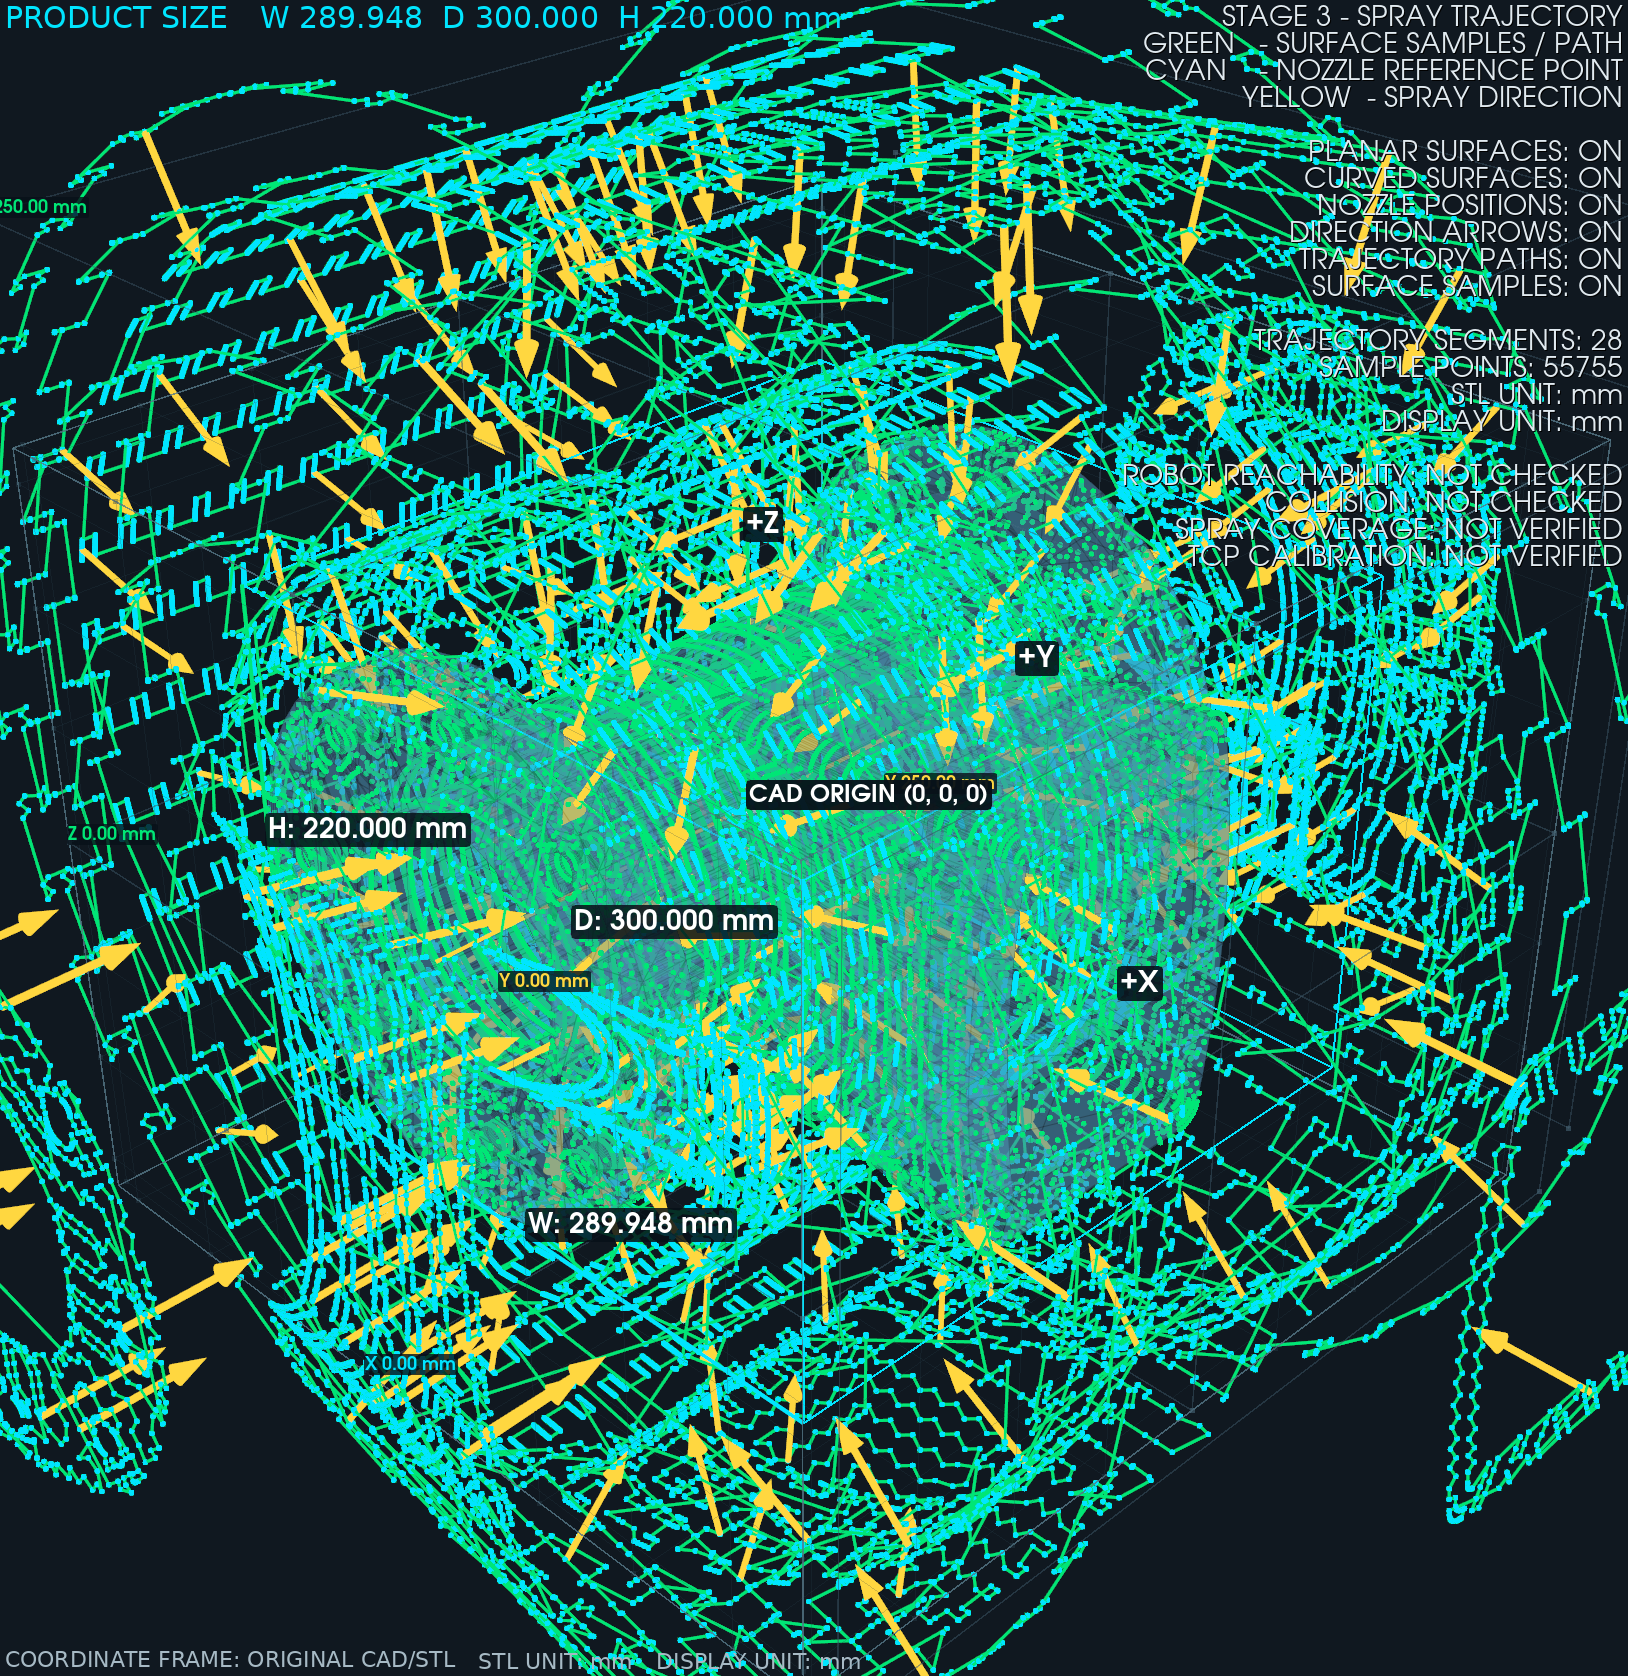 PRODUCT SIZE W 289.948 D 300.000 H 220.000 mm
STAGE 3 - SPRAY TRAJECTORY
GREEN - SURFACE SAMPLES / PATH
CYAN - NOZZLE REFERENCE POINT
YELLOW - SPRAY DIRECTION
PLANAR SURFACES: ON
CURVED SURFACES: ON
NOZZLE POSITIONS: ON
DIRECTION ARROWS: ON
TRAJECTORY PATHS: ON
SURFACE SAMPLES: ON
TRAJECTORY SEGMENTS: 28
SAMPLE POINTS: 55755
STL UNIT: mm
DISPLAY UNIT: mm
ROBOT REACHABILITY: NOT CHECKED
COLLISION: NOT CHECKED
SPRAY COVERAGE: NOT VERIFIED
TCP CALIBRATION: NOT VERIFIED
250.00 mm
+Z
+Y
CAD ORIGIN (0, 0, 0)
H: 220.000 mm
Z 0.00 mm
D: 300.000 mm
Y 0.00 mm
+X
W: 289.948 mm
X 0.00 mm
COORDINATE FRAME: ORIGINAL CAD/STL STL UNIT: mm DISPLAY UNIT: mm